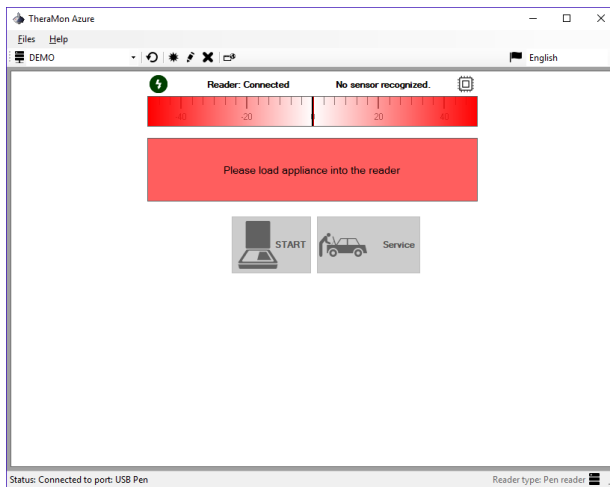 TheraMon Azure
Files Help
DEMO English
Reader: Connected No sensor recognized.
-40 -20 0 20 40
Please load appliance into the reader
START Service
Status: Connected to port: USB Pen Reader type: Pen reader